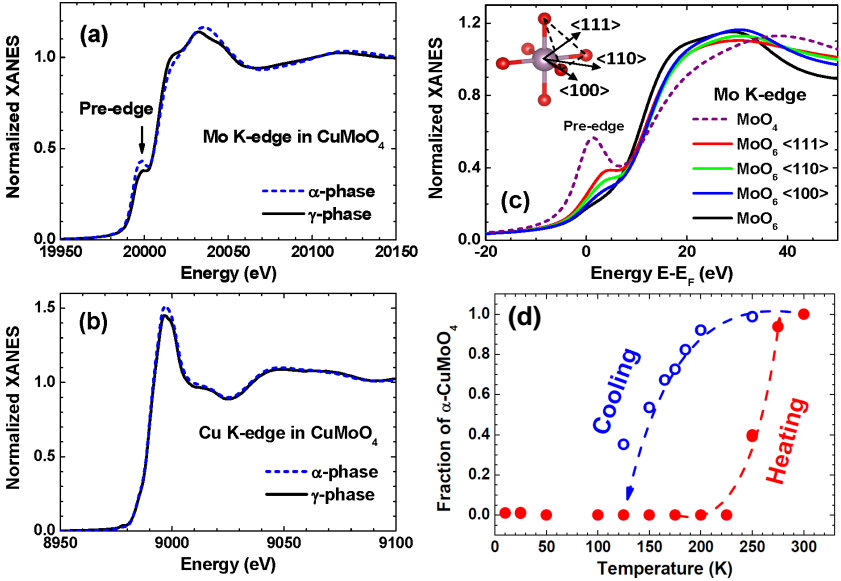 (a)
Normalized XANES
1.0
0.5
0.0
Pre-edge
Mo K-edge in CuMoO4
α-phase
γ-phase
19950 20000 20050 20100 20150
Energy (eV)
(b)
Normalized XANES
1.5
1.0
0.5
0.0
Cu K-edge in CuMoO4
α-phase
γ-phase
8950 9000 9050 9100
Energy (eV)
(c)
Normalized XANES
1.2
0.8
0.4
0.0
<111>
<110>
<100>
Pre-edge
Mo K-edge
MoO4
MoO6 <111>
MoO6 <110>
MoO6 <100>
MoO6
-20 0 20 40
Energy E-EF (eV)
(d)
Fraction of α-CuMoO4
1.0
0.8
0.6
0.4
0.2
0.0
Cooling
Heating
0 50 100 150 200 250 300
Temperature (K)